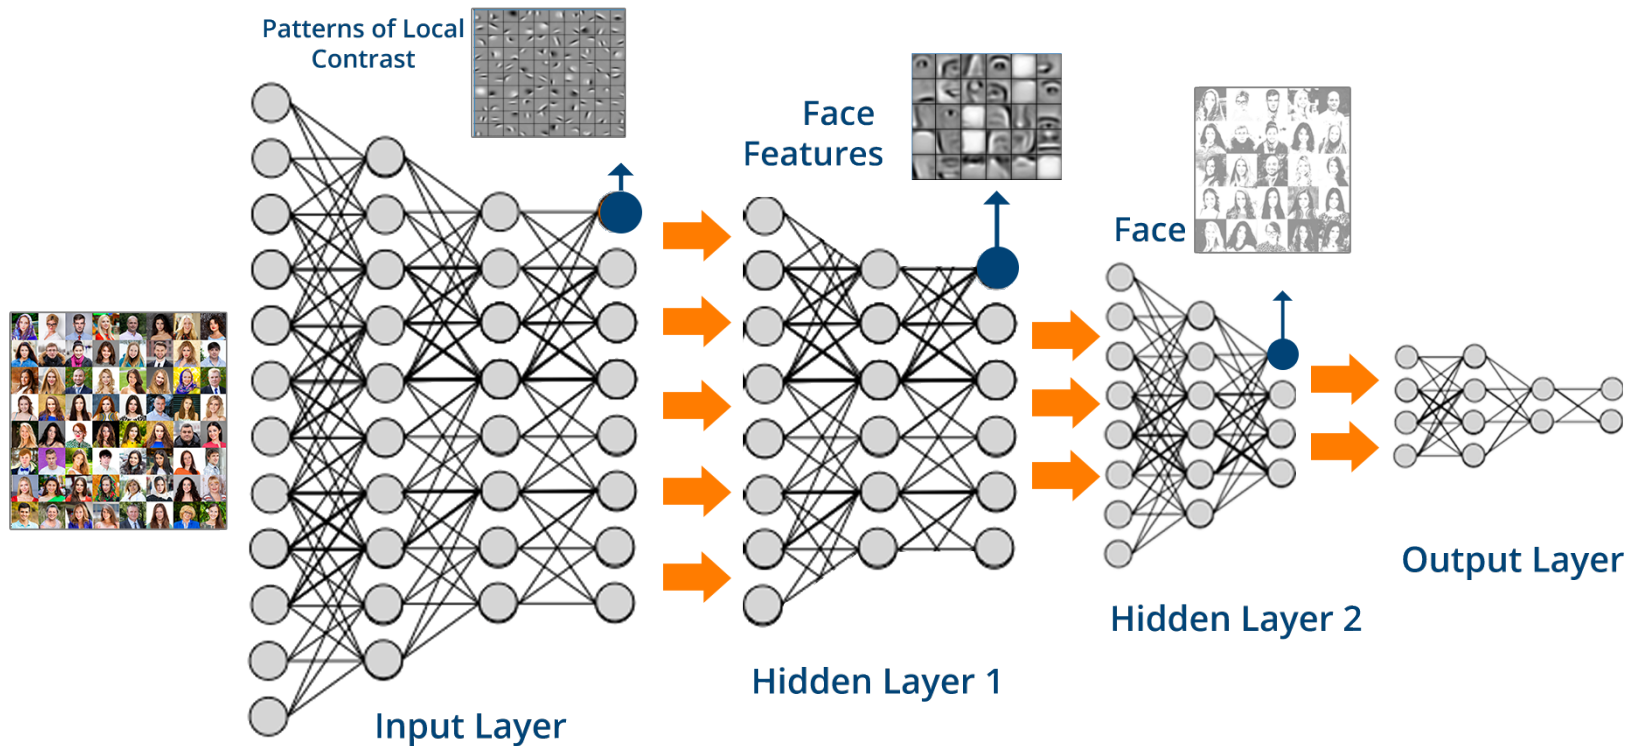 Patterns of Local
Contrast
Face
Features
Face
Input Layer
Hidden Layer 1
Hidden Layer 2
Output Layer